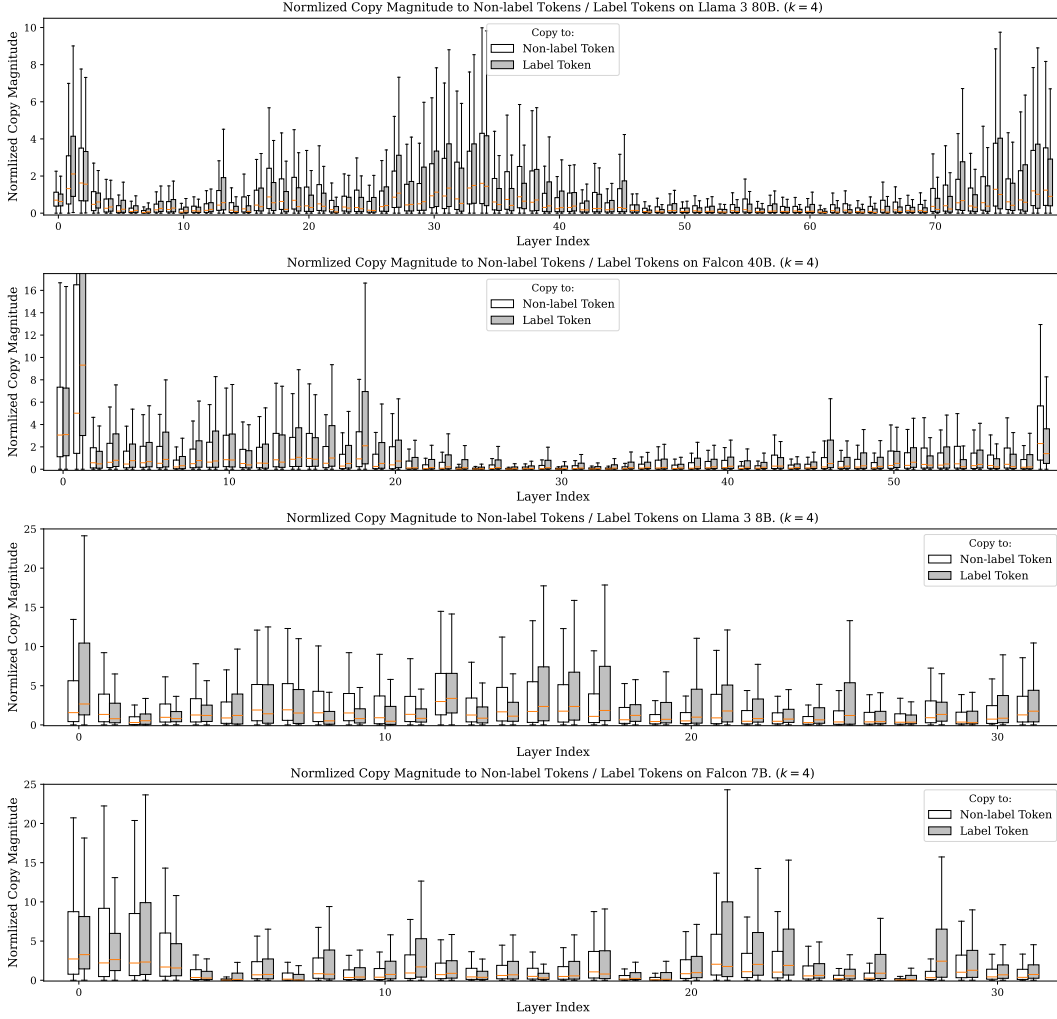 Normlized Copy Magnitude to Non-label Tokens / Label Tokens on Llama 3 80B. (k = 4)
Normlized Copy Magnitude
10
8
6
4
2
0
Copy to:
Non-label Token
Label Token
0 10 20 30 40 50 60 70
Layer Index
Normlized Copy Magnitude to Non-label Tokens / Label Tokens on Falcon 40B. (k = 4)
Normlized Copy Magnitude
16
14
12
10
8
6
4
2
0
Copy to:
Non-label Token
Label Token
0 10 20 30 40 50
Layer Index
Normlized Copy Magnitude to Non-label Tokens / Label Tokens on Llama 3 8B. (k = 4)
Normlized Copy Magnitude
25
20
15
10
5
0
Copy to:
Non-label Token
Label Token
0 10 20 30
Layer Index
Normlized Copy Magnitude to Non-label Tokens / Label Tokens on Falcon 7B. (k = 4)
Normlized Copy Magnitude
25
20
15
10
5
0
Copy to:
Non-label Token
Label Token
0 10 20 30
Layer Index